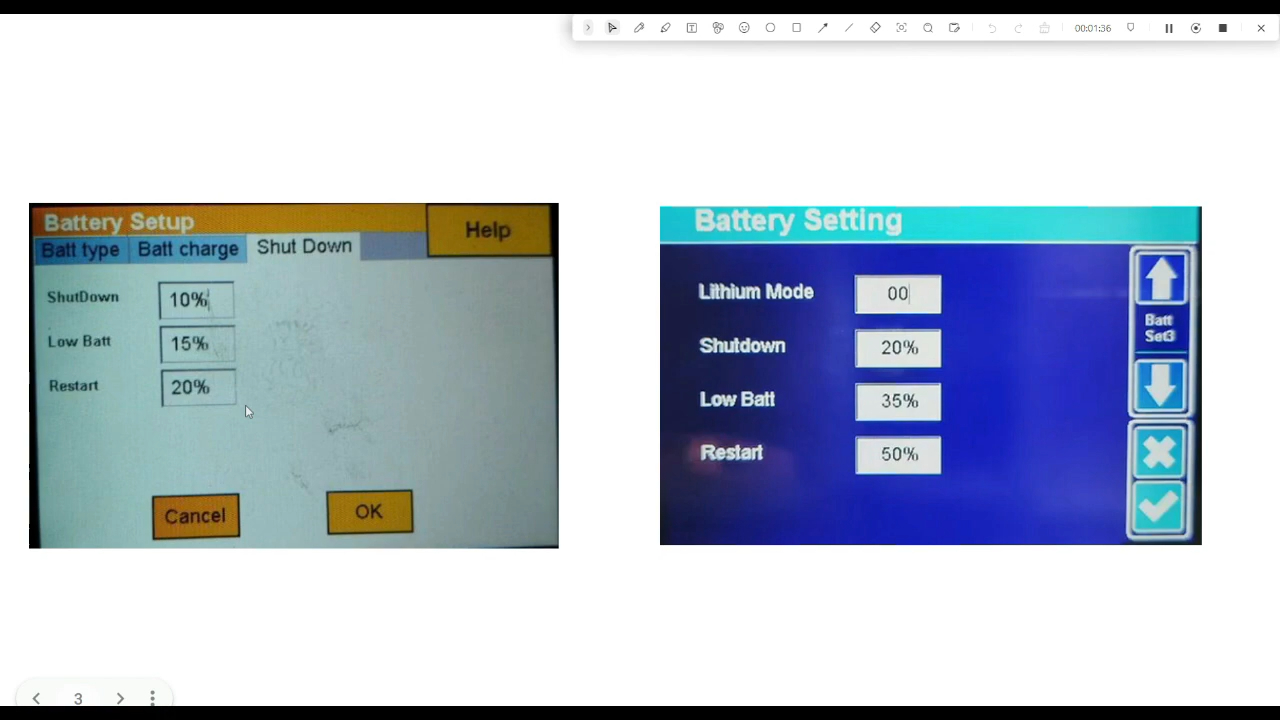 00:01:36
Battery Setup
Help
Batt type
Batt charge
Shut Down
ShutDown 10%
Low Batt 15%
Restart 20%
Cancel
OK
Battery Setting
Lithium Mode 00
Shutdown 20%
Low Batt 35%
Restart 50%
Batt
Set3
3